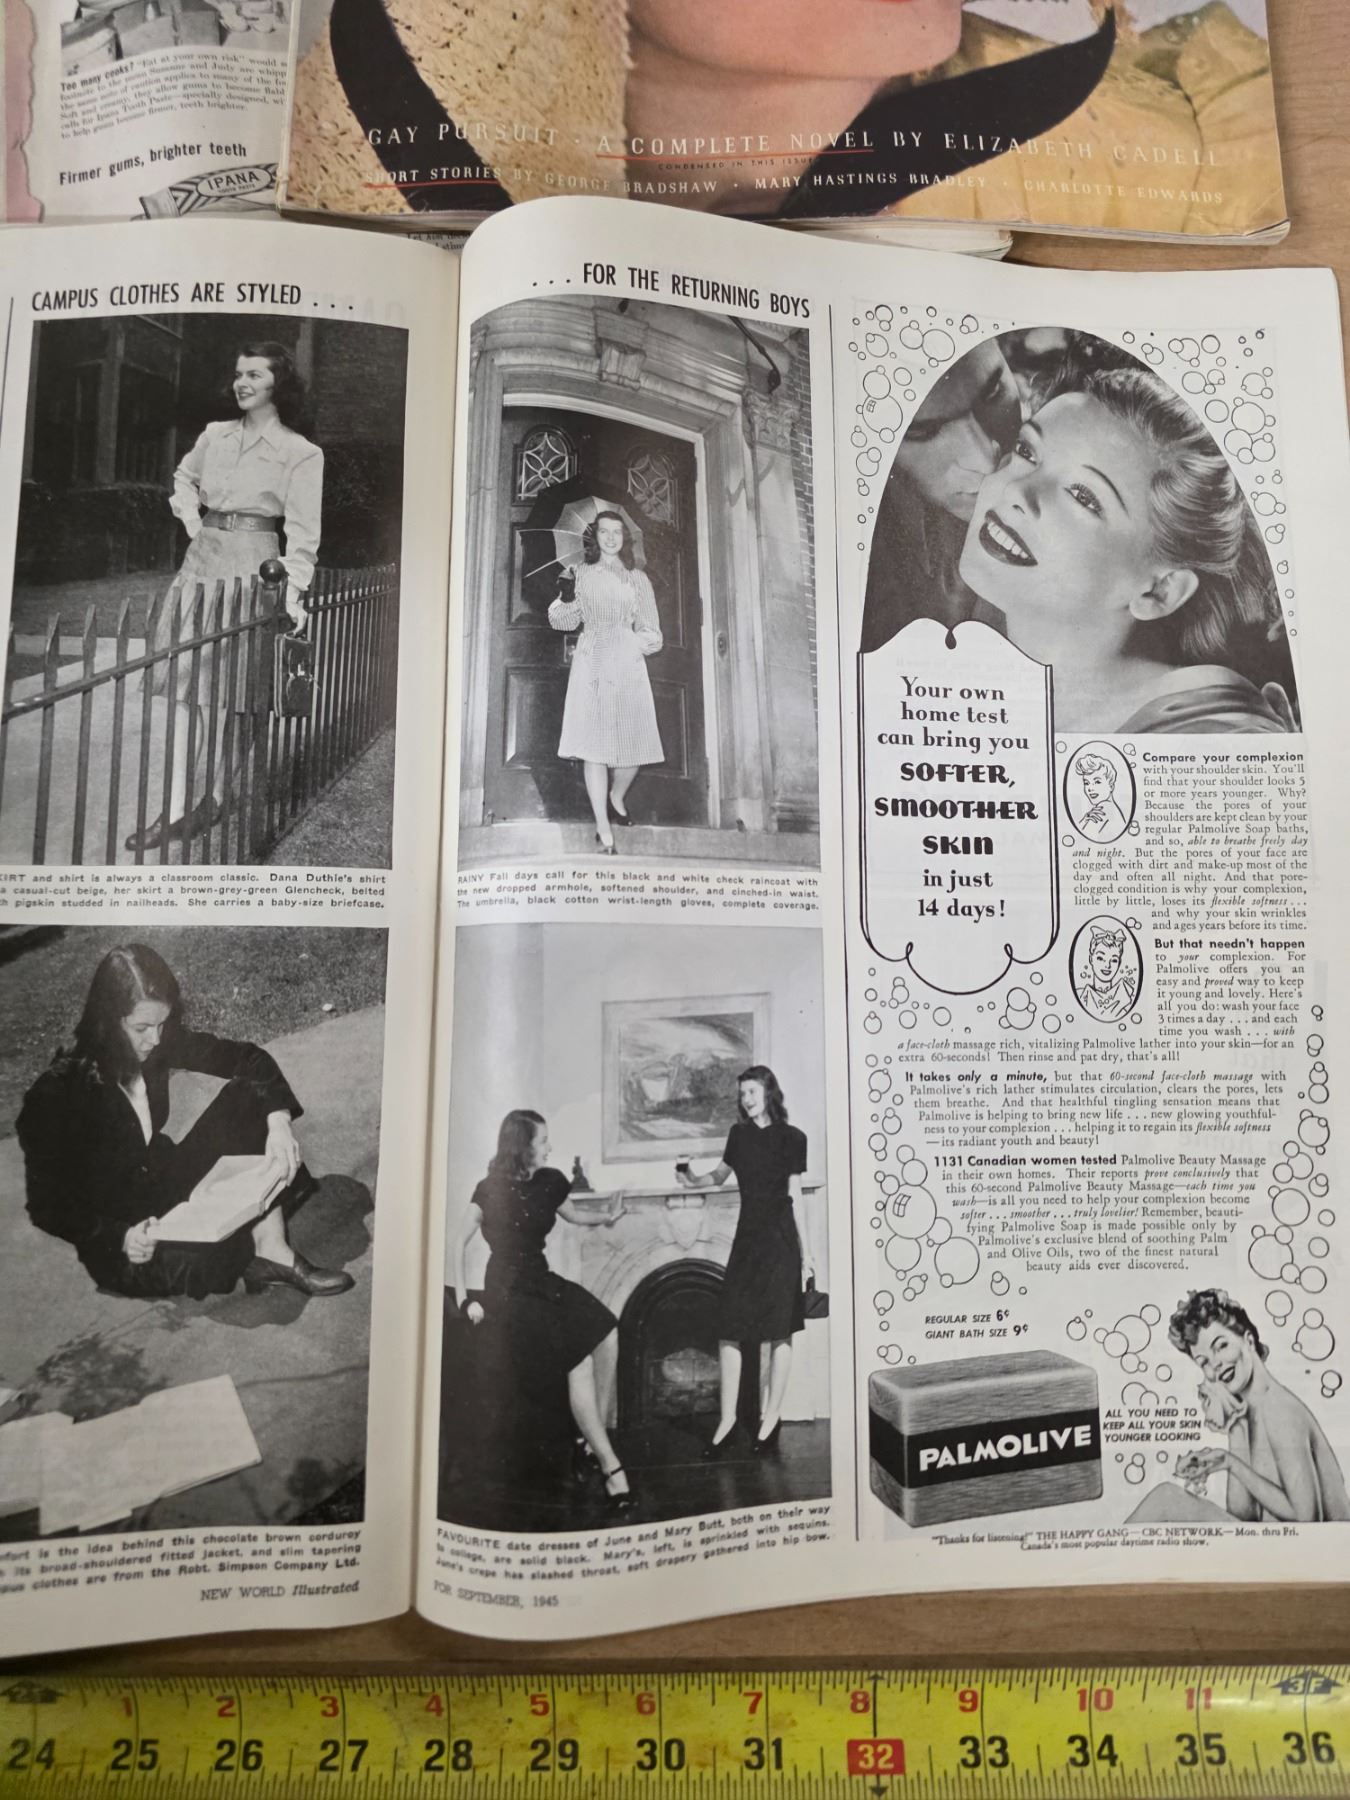 Too many cooks? "Eat at your own risk" would
Firmer gums, brighter teeth
IPANA
TOOTH PASTE
GAY PURSUIT · A COMPLETE NOVEL BY ELIZABETH CADELL
CONDENSED IN THIS ISSUE
SHORT STORIES BY GEORGE BRADSHAW · MARY HASTINGS BRADLEY · CHARLOTTE EDWARDS
CAMPUS CLOTHES ARE STYLED . . .
and shirt is always a classroom classic. Dana Duthie's shirt
a casual-cut beige, her skirt a brown-grey-green Glencheck, belted
pigskin studded in nailheads. She carries a baby-size briefcase.
is the idea behind this chocolate brown corduroy
its broad-shouldered fitted jacket, and slim tapering
clothes are from the Robt. Simpson Company Ltd.
NEW WORLD Illustrated
. . . FOR THE RETURNING BOYS
RAINY Fall days call for this black and white check raincoat with
the new dropped armhole, softened shoulder, and cinched-in waist.
The umbrella, black cotton wrist-length gloves, complete coverage.
FAVOURITE date dresses of June and Mary Butt, both on their way
to college, are solid black. Mary's, left, is sprinkled with sequins.
June's crepe has slashed throat, soft drapery gathered into hip bow.
FOR SEPTEMBER, 1945
Your own
home test
can bring you
SOFTER,
SMOOTHER
SKIN
in just
14 days!
Compare your complexion
with your shoulder skin. You'll
find that your shoulder looks 5
or more years younger. Why?
Because the pores of your
shoulders are kept clean by your
regular Palmolive Soap baths,
and so, able to breathe freely day
and night. But the pores of your face are
clogged with dirt and make-up most of the
day and often all night. And that pore-
clogged condition is why your complexion,
little by little, loses its flexible softness . . .
and why your skin wrinkles
and ages years before its time.
But that needn't happen
to your complexion. For
Palmolive offers you an
easy and proved way to keep
it young and lovely. Here's
all you do: wash your face
3 times a day . . . and each
time you wash . . . with
a face-cloth massage rich, vitalizing Palmolive lather into your skin—for an
extra 60-seconds! Then rinse and pat dry, that's all!
It takes only a minute, but that 60-second face-cloth massage with
Palmolive's rich lather stimulates circulation, clears the pores, lets
them breathe. And that healthful tingling sensation means that
Palmolive is helping to bring new life . . . new glowing youthful-
ness to your complexion . . . helping it to regain its flexible softness
—its radiant youth and beauty!
1131 Canadian women tested Palmolive Beauty Massage
in their own homes. Their reports prove conclusively that
this 60-second Palmolive Beauty Massage—each time you
wash—is all you need to help your complexion become
softer . . . smoother . . . truly lovelier! Remember, beauti-
fying Palmolive Soap is made possible only by
Palmolive's exclusive blend of soothing Palm
and Olive Oils, two of the finest natural
beauty aids ever discovered.
REGULAR SIZE 6¢
GIANT BATH SIZE 9¢
PALMOLIVE
ALL YOU NEED TO
KEEP ALL YOUR SKIN
YOUNGER LOOKING
"Thanks for listening!" THE HAPPY GANG—CBC NETWORK—Mon. thru Fri.
Canada's most popular daytime radio show.
1 2 3 4 5 6 7 8 9 10 11 3F
24 25 26 27 28 29 30 31 32 33 34 35 36